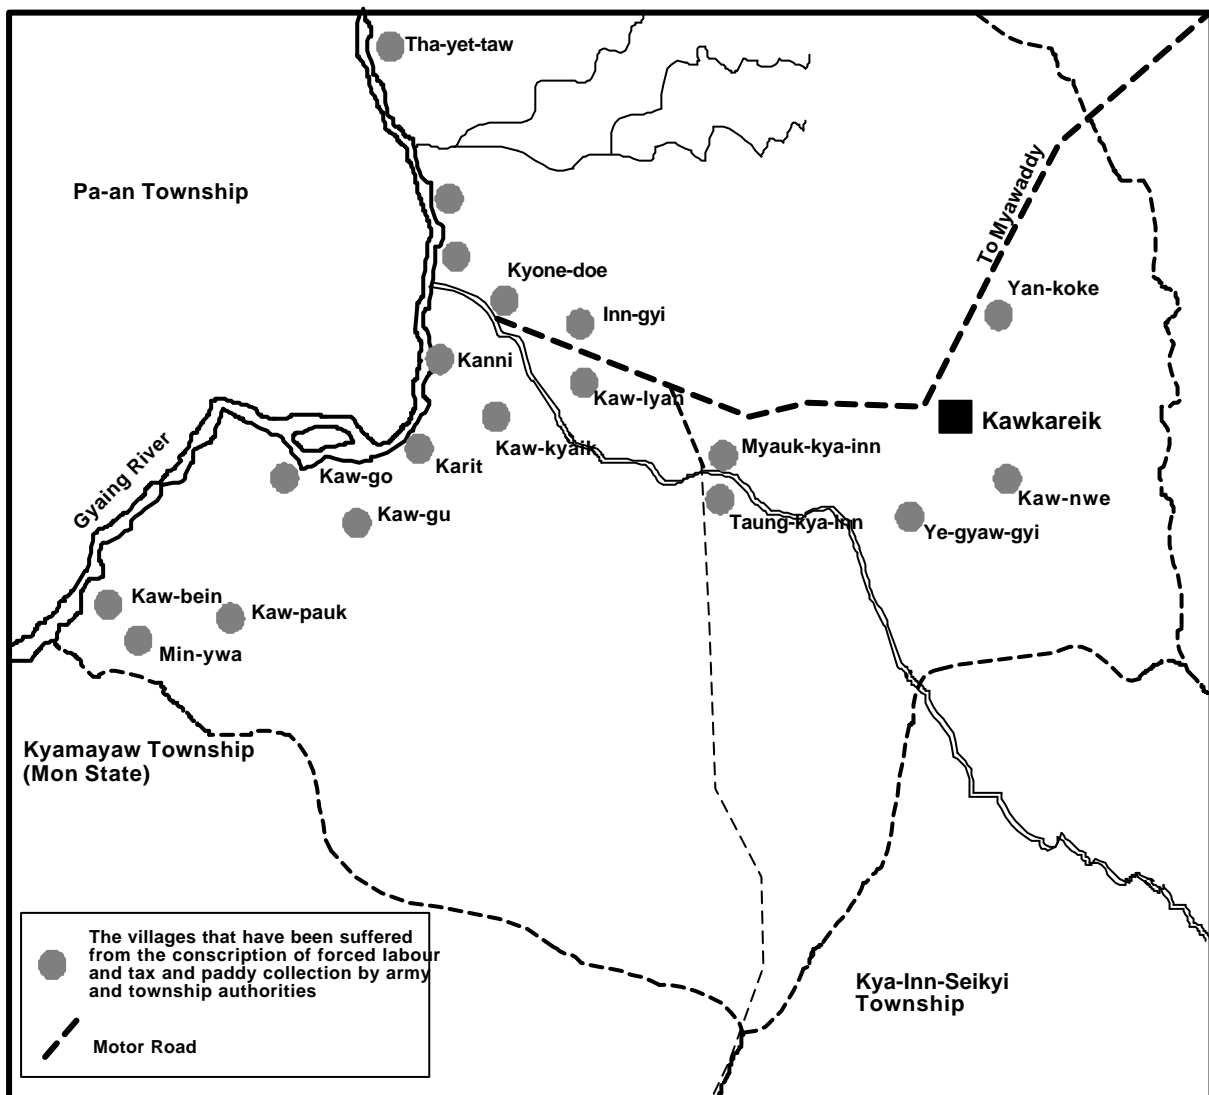 Tha-yet-taw
Pa-an Township
To Myawaddy
Kyone-doe
Yan-koke
Inn-gyi
Kanni
Kaw-lyan
Kawkareik
Kaw-kyaik
Myauk-kya-inn
Karit
Kaw-go
Gyaing River
Kaw-nwe
Kaw-gu
Taung-kya-inn
Ye-gyaw-gyi
Kaw-bein
Kaw-pauk
Min-ywa
Kyamayaw Township
(Mon State)
The villages that have been suffered
from the conscription of forced labour
and tax and paddy collection by army
and township authorities
Motor Road
Kya-Inn-Seikyi
Township